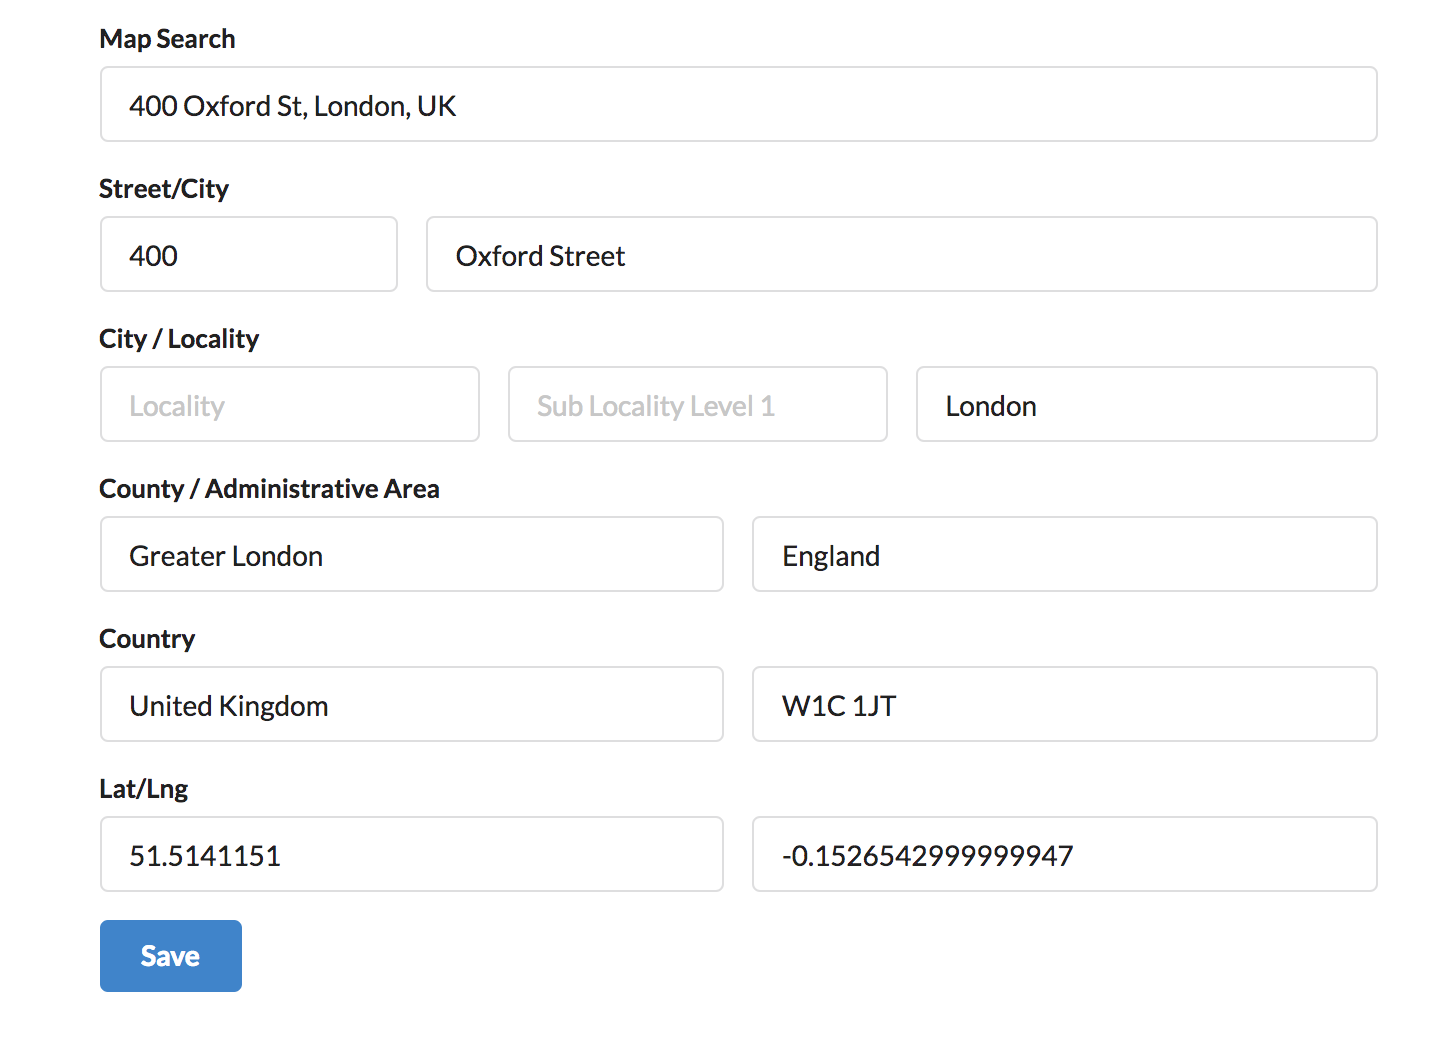 Map Search
400 Oxford St, London, UK
Street/City
400 Oxford Street
City / Locality
Locality Sub Locality Level 1 London
County / Administrative Area
Greater London England
Country
United Kingdom W1C 1JT
Lat/Lng
51.5141151 -0.1526542999999947
Save